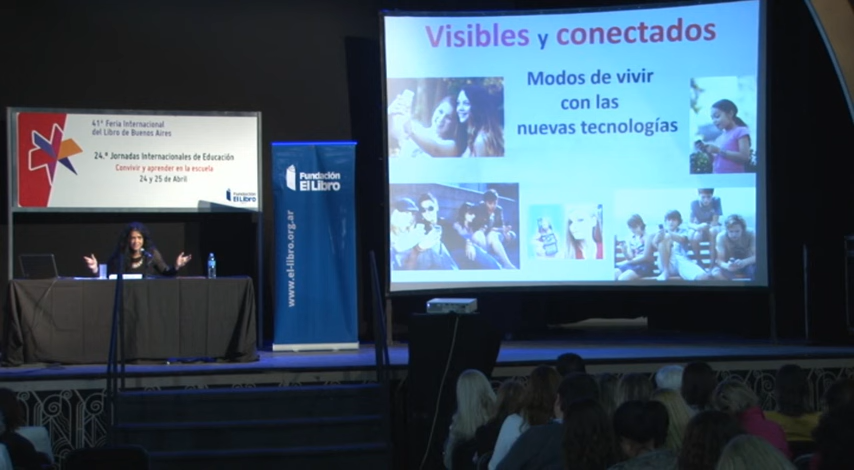 Visibles y conectados
Modos de vivir
con las
nuevas tecnologías
41ª Feria Internacional
del Libro de Buenos Aires
24.ª Jornadas Internacionales de Educación
Convivir y aprender en la escuela
24 y 25 de Abril
Fundación
El Libro
Fundación
El Libro
www.el-libro.org.ar